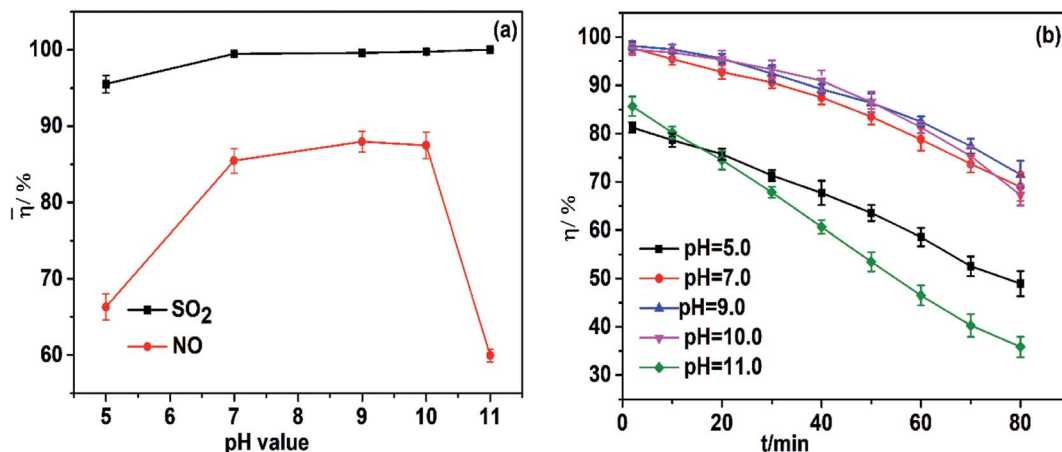 (a)
100
90
80
70
60
η̅/ %
SO₂
NO
5 6 7 8 9 10 11
pH value
(b)
100
90
80
70
60
50
40
30
η/ %
pH=5.0
pH=7.0
pH=9.0
pH=10.0
pH=11.0
0 20 40 60 80
t/min